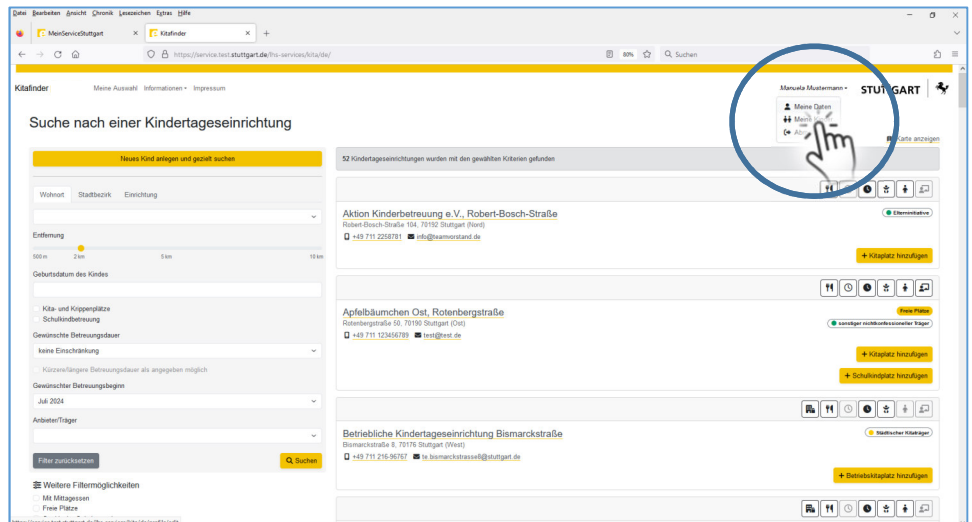 Datei Bearbeiten Ansicht Chronik Lesezeichen Extras Hilfe
MeinServiceStuttgart
Kitafinder
https://service.test.stuttgart.de/lhs-services/kita/de/
80%
Suchen
Kitafinder
Meine Auswahl Informationen Impressum
Manuela Mustermann
STUTTGART
Meine Daten
Karte anzeigen
Suche nach einer Kindertageseinrichtung
Neues Kind anlegen und gezielt suchen
Wohnort Stadtbezirk Einrichtung
Entfernung
500 m 2 km 5 km 10 km
Geburtsdatum des Kindes
Kita- und Krippenplätze
Schulkindbetreuung
Gewünschte Betreuungsdauer
keine Einschränkung
Kürzere/längere Betreuungsdauer als angegeben möglich
Gewünschter Betreuungsbeginn
Juli 2024
Anbieter/Träger
Filter zurücksetzen
Suchen
Weitere Filtermöglichkeiten
Mit Mittagessen
Freie Plätze
52 Kindertageseinrichtungen wurden mit den gewählten Kriterien gefunden
Aktion Kinderbetreuung e.V., Robert-Bosch-Straße
Elterninitiative
Robert-Bosch-Straße 104, 70192 Stuttgart (Nord)
+49 711 2258781 info@teamvorstand.de
+ Kitaplatz hinzufügen
Apfelbäumchen Ost, Rotenbergstraße
Freie Plätze
Rotenbergstraße 50, 70190 Stuttgart (Ost)
sonstiger nichtkonfessioneller Träger
+49 711 123456789 test@test.de
+ Kitaplatz hinzufügen
+ Schulkindplatz hinzufügen
Betriebliche Kindertageseinrichtung Bismarckstraße
Städtischer Kitaträger
Bismarckstraße 8, 70176 Stuttgart (West)
+49 711 216-96767 te.bismarckstrasse8@stuttgart.de
+ Betriebskitaplatz hinzufügen